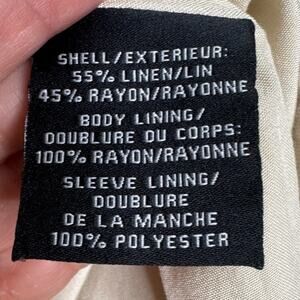 SHELL/EXTERIEUR:
55% LINEN/LIN
45% RAYON/RAYONNE
BODY LINING/
DOUBLURE DU CORPS:
100% RAYON/RAYONNE
SLEEVE LINING/
DOUBLURE
DE LA MANCHE
100% POLYESTER